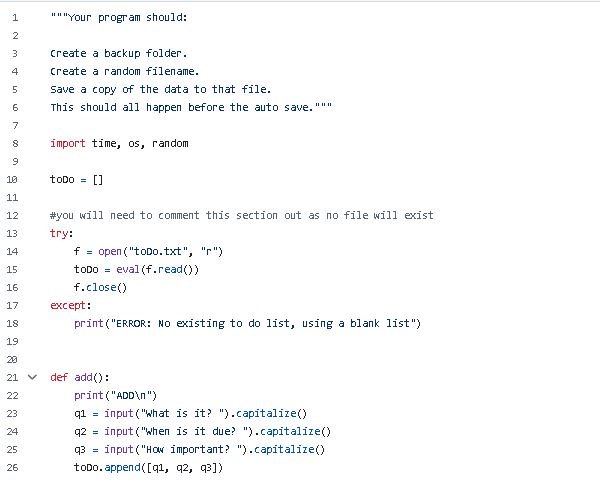 1 """Your program should:
2
3 Create a backup folder.
4 Create a random filename.
5 Save a copy of the data to that file.
6 This should all happen before the auto save."""
7
8 import time, os, random
9
10 toDo = []
11
12 #you will need to comment this section out as no file will exist
13 try:
14     f = open("toDo.txt", "r")
15     toDo = eval(f.read())
16     f.close()
17 except:
18     print("ERROR: No existing to do list, using a blank list")
19
20
21 def add():
22     print("ADD\n")
23     q1 = input("What is it? ").capitalize()
24     q2 = input("When is it due? ").capitalize()
25     q3 = input("How important? ").capitalize()
26     toDo.append([q1, q2, q3])